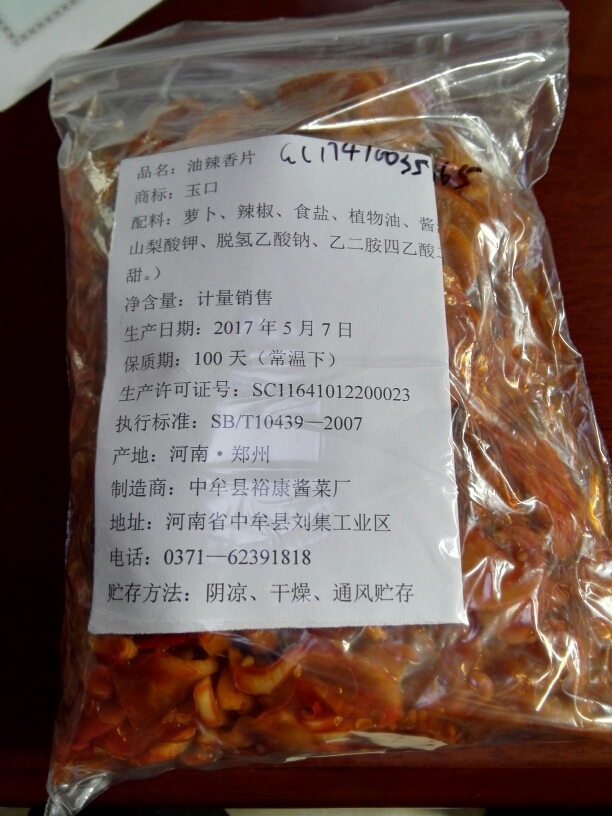 品名：油辣香片
商标：玉口
配料：萝卜、辣椒、食盐、植物油、酱
山梨酸钾、脱氢乙酸钠、乙二胺四乙酸
甜。）
净含量：计量销售
生产日期：2017年5月7日
保质期：100天（常温下）
生产许可证号：SC11641012200023
执行标准：SB/T10439—2007
产地：河南·郑州
制造商：中牟县裕康酱菜厂
地址：河南省中牟县刘集工业区
电话：0371—62391818
贮存方法：阴凉、干燥、通风贮存